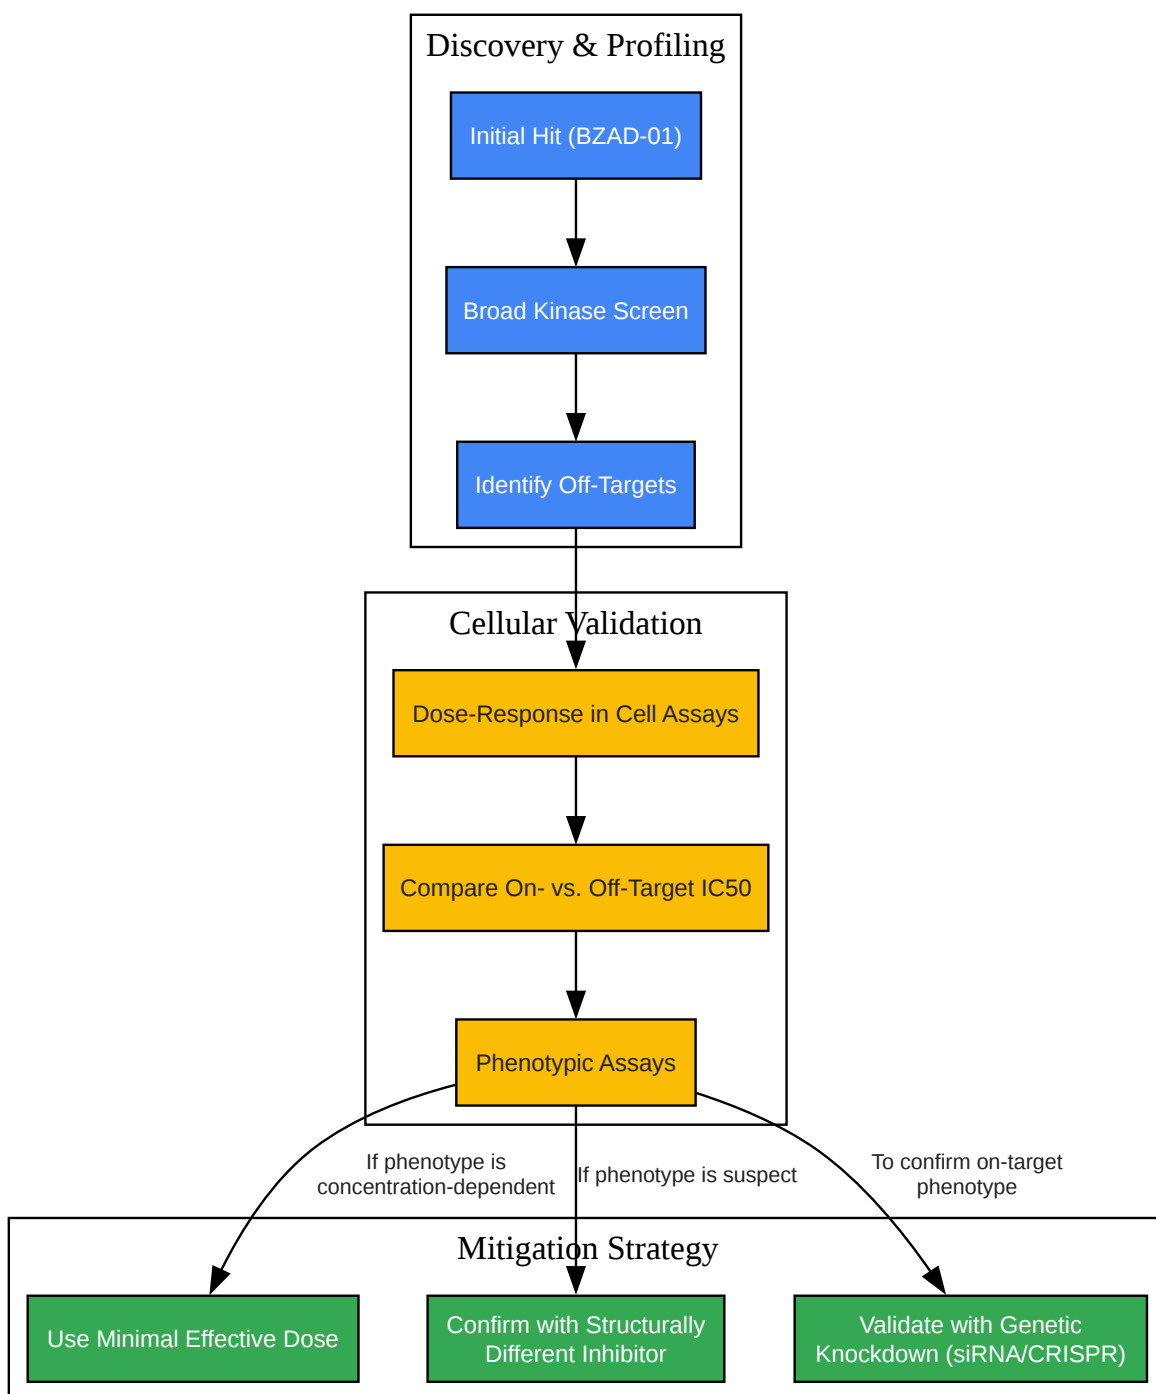 Discovery & Profiling
Initial Hit (BZAD-01)
Broad Kinase Screen
Identify Off-Targets
Cellular Validation
Dose-Response in Cell Assays
Compare On- vs. Off-Target IC50
Phenotypic Assays
If phenotype is
concentration-dependent
If phenotype is suspect
To confirm on-target
phenotype
Mitigation Strategy
Use Minimal Effective Dose
Confirm with Structurally
Different Inhibitor
Validate with Genetic
Knockdown (siRNA/CRISPR)